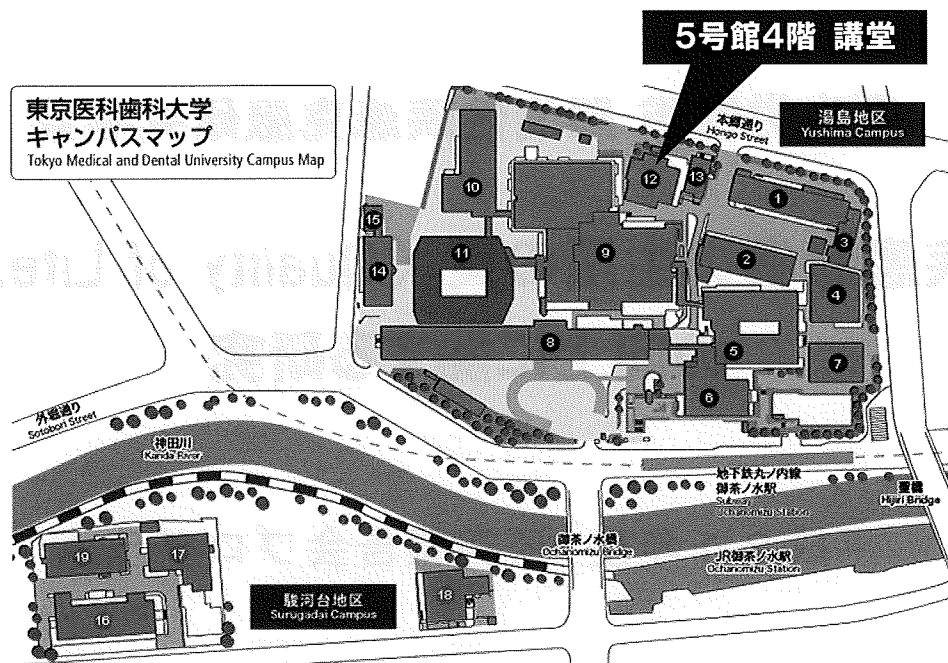 5号館4階 講堂
東京医科歯科大学
キャンパスマップ
Tokyo Medical and Dental University Campus Map
本郷通り
Hongo Street
湯島地区
Yushima Campus
10
12
13
1
15
11
9
3
14
2
4
8
5
7
6
外堀通り
Sotobori Street
神田川
Kanda River
地下鉄丸ノ内線
御茶ノ水駅
Subway
Ochanomizu Station
聖橋
Hijiri Bridge
御茶ノ水橋
Ochanomizu Bridge
JR御茶ノ水駅
Ochanomizu Station
19
17
18
16
駿河台地区
Surugadai Campus